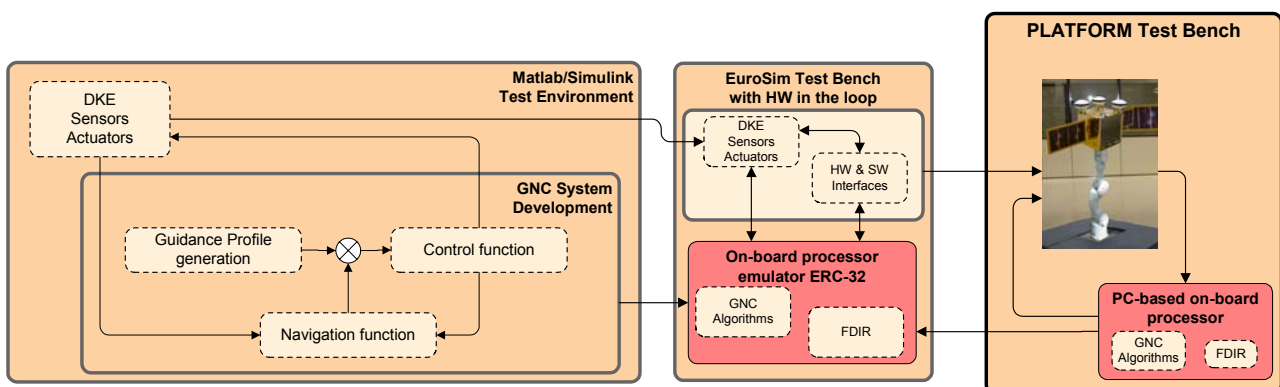 Matlab/Simulink
Test Environment
DKE
Sensors
Actuators
GNC System
Development
Guidance Profile
generation
Control function
Navigation function
EuroSim Test Bench
with HW in the loop
DKE
Sensors
Actuators
HW & SW
Interfaces
On-board processor
emulator ERC-32
GNC
Algorithms
FDIR
PLATFORM Test Bench
PC-based on-board
processor
GNC
Algorithms
FDIR